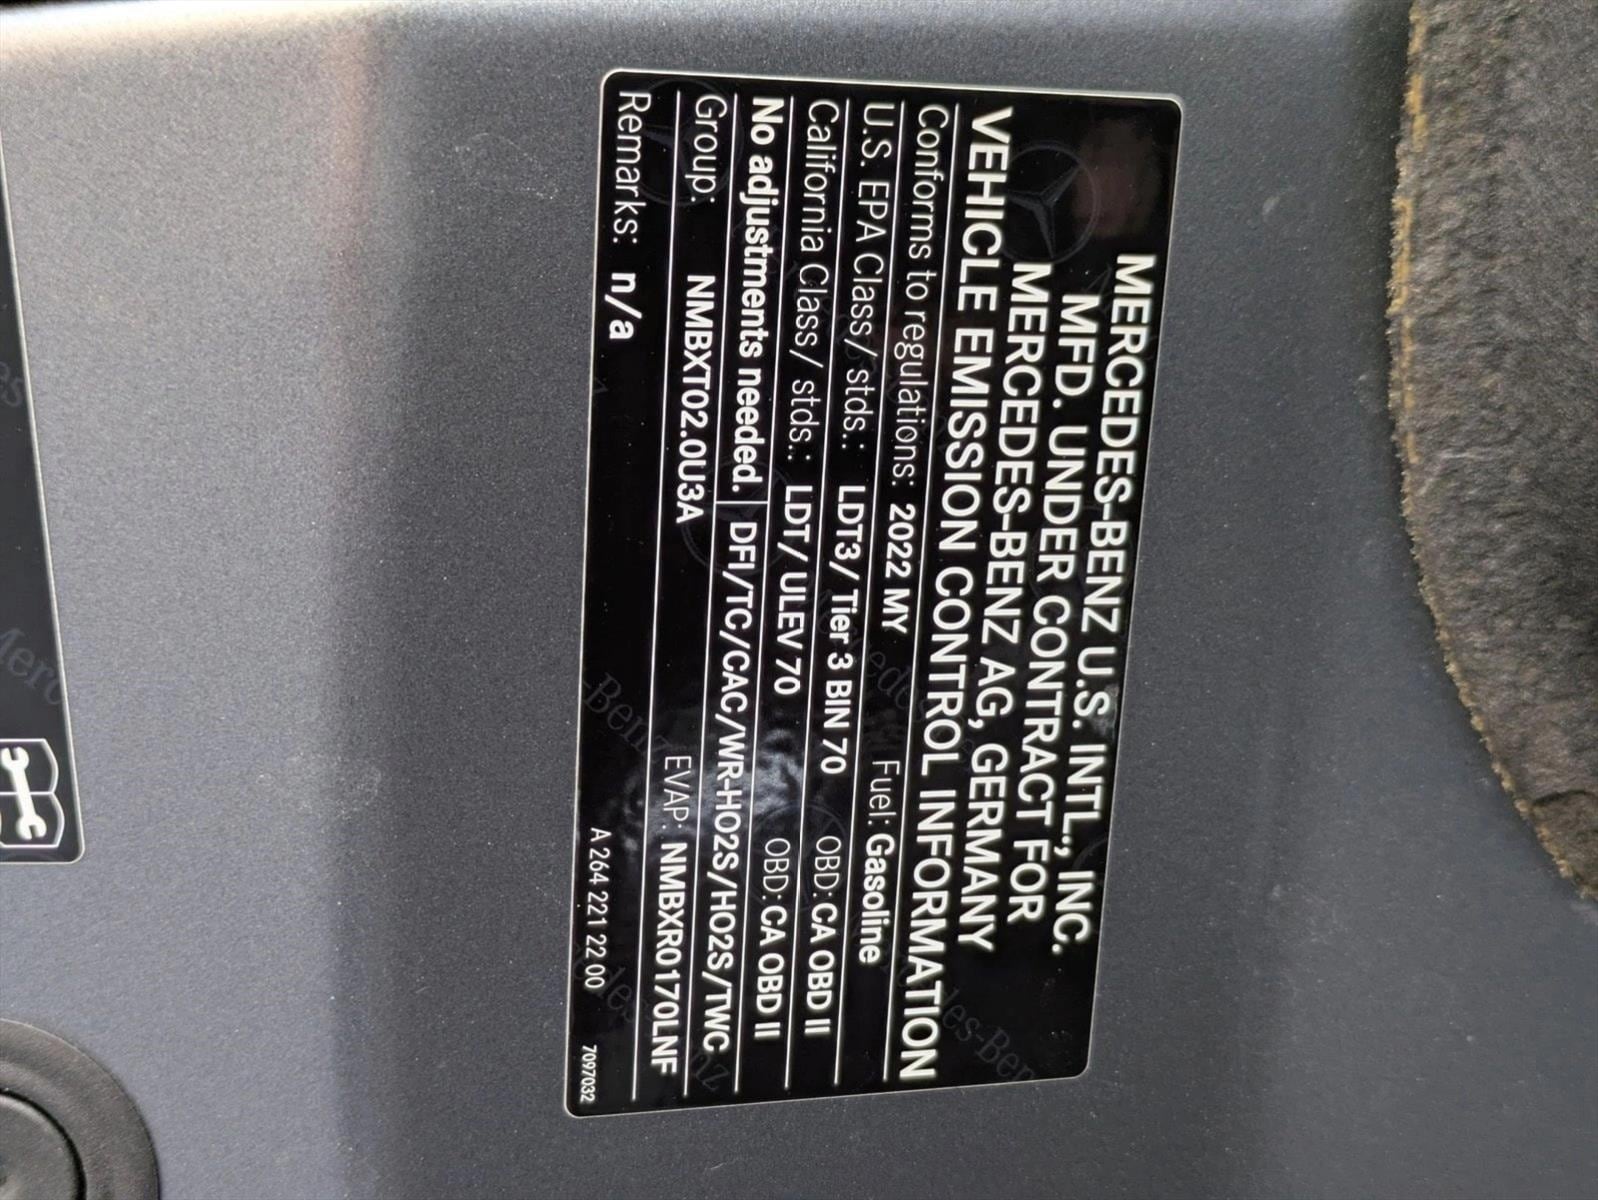 MERCEDES-BENZ U.S. INTL., INC.
MFD. UNDER CONTRACT FOR
MERCEDES-BENZ AG, GERMANY
VEHICLE EMISSION CONTROL INFORMATION
Conforms to regulations: 2022 MY Fuel: Gasoline
U.S. EPA Class/ stds.: LDT3/ Tier 3 BIN 70 OBD: CA OBD II
California Class/ stds.: LDT/ ULEV 70 OBD: CA OBD II
No adjustments needed. DFI/TC/CAC/WR-HO2S/HO2S/TWC
Group: NMBXT02.0U3A EVAP: NMBXR0170LNF
Remarks: n/a
A 264 221 22 00
7097032